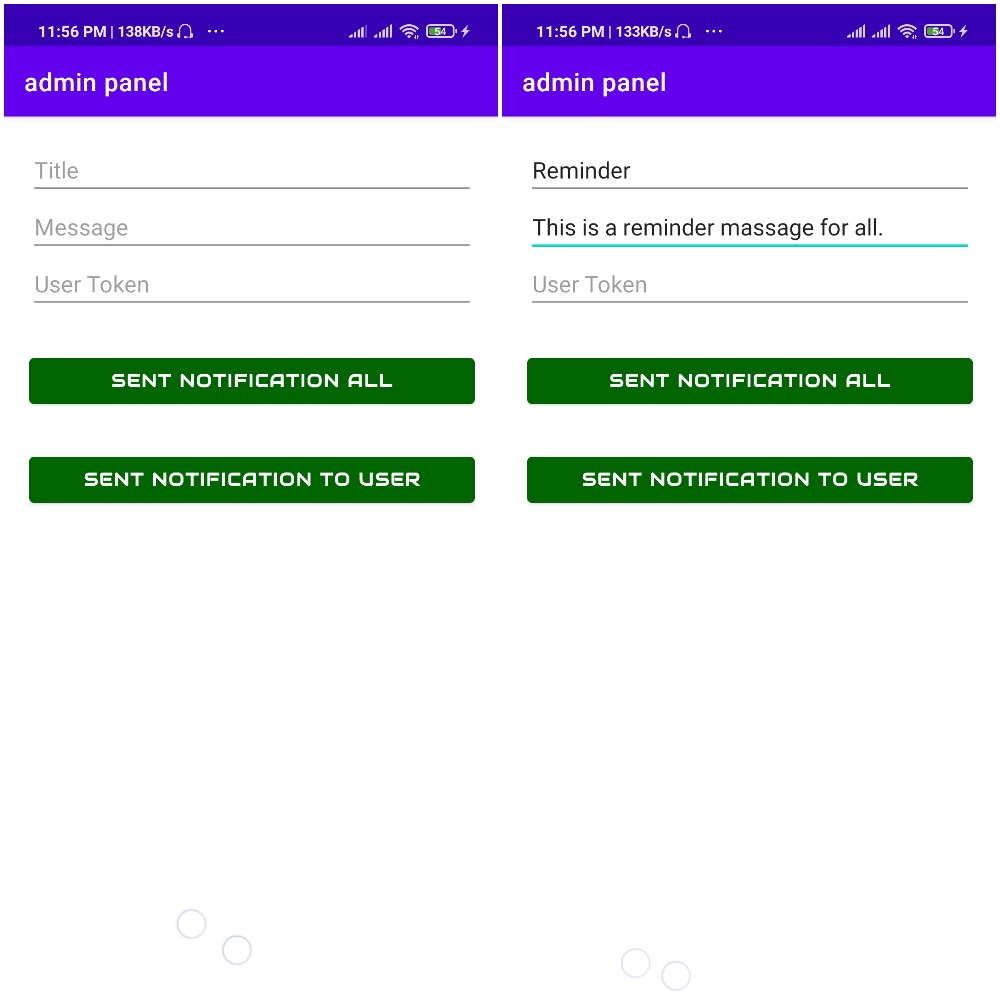 11:56 PM | 138KB/s ... 54
admin panel
Title
Message
User Token
SENT NOTIFICATION ALL
SENT NOTIFICATION TO USER
11:56 PM | 133KB/s ... 54
admin panel
Reminder
This is a reminder massage for all.
User Token
SENT NOTIFICATION ALL
SENT NOTIFICATION TO USER